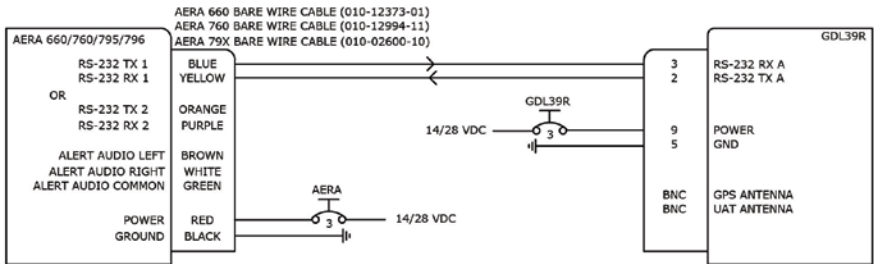 AERA 660 BARE WIRE CABLE (010-12373-01)
AERA 760 BARE WIRE CABLE (010-12994-11)
AERA 79X BARE WIRE CABLE (010-02600-10)
AERA 660/760/795/796
GDL39R
RS-232 TX 1 BLUE 3 RS-232 RX A
RS-232 RX 1 YELLOW 2 RS-232 TX A
OR
RS-232 TX 2 ORANGE
RS-232 RX 2 PURPLE
GDL39R
14/28 VDC 3 9 POWER
5 GND
ALERT AUDIO LEFT BROWN
ALERT AUDIO RIGHT WHITE
ALERT AUDIO COMMON GREEN
AERA
BNC GPS ANTENNA
BNC UAT ANTENNA
POWER RED 3 14/28 VDC
GROUND BLACK